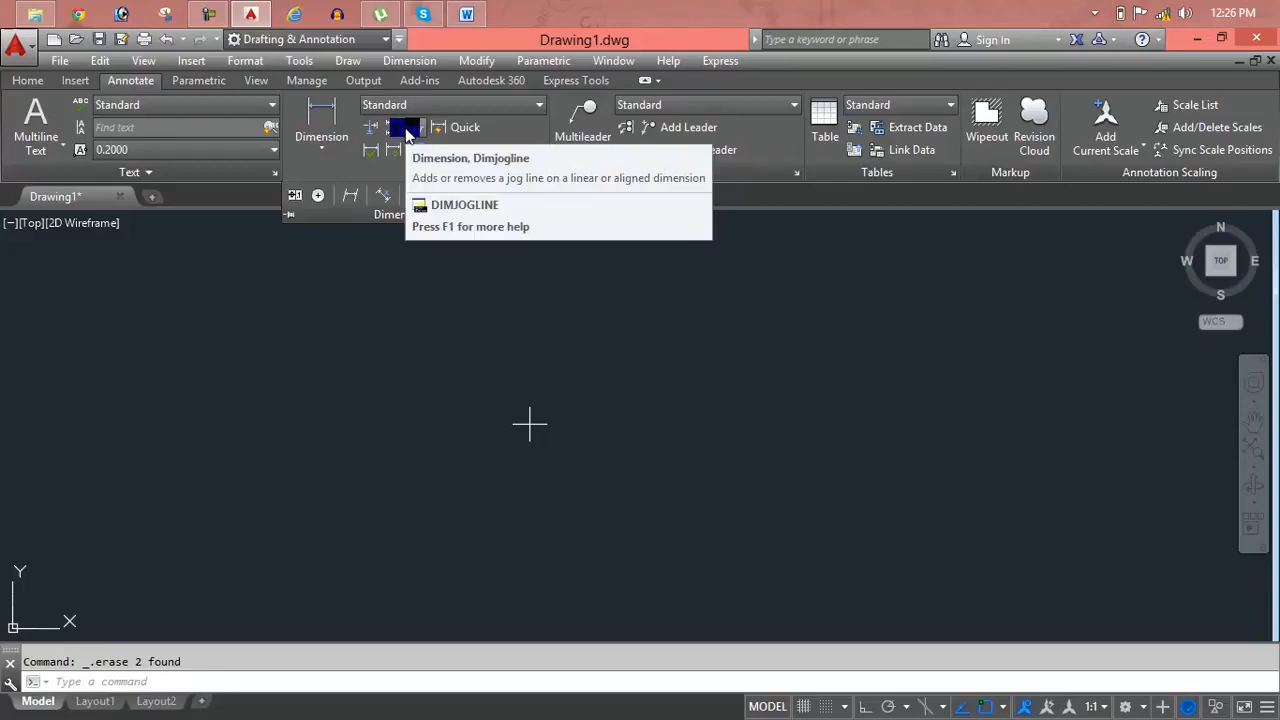 12:26 PM
Drafting & Annotation
Drawing1.dwg
Type a keyword or phrase
Sign In
File Edit View Insert Format Tools Draw Dimension Modify Parametric Window Help Express
Home Insert Annotate Parametric View Manage Output Add-ins Autodesk 360 Express Tools
Standard Standard Standard Standard Scale List
Find text Quick Add Leader Extract Data Add/Delete Scales
Multiline Text
0.2000
Dimension
Multileader
Table
Link Data
Wipeout
Revision Cloud
Add Current Scale
Sync Scale Positions
Text Tables Markup Annotation Scaling
Dimension, Dimjogline
Adds or removes a jog line on a linear or aligned dimension
DIMJOGLINE
Press F1 for more help
Drawing1*
[−][Top][2D Wireframe]
N
W TOP E
S
WCS
Y
X
Command: _.erase 2 found
Type a command
Model Layout1 Layout2 MODEL 1:1